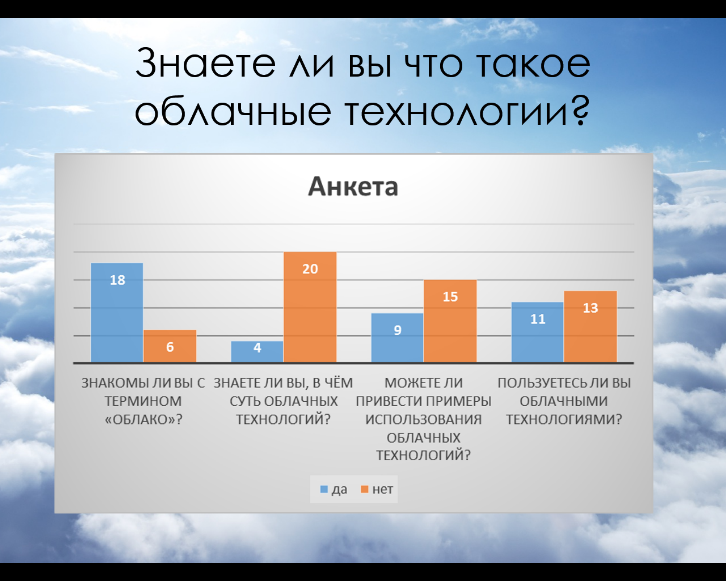 Знаете ли вы что такое
облачные технологии?
Анкета
18
6
4
20
9
15
11
13
ЗНАКОМЫ ЛИ ВЫ С
ТЕРМИНОМ
«ОБЛАКО»?
ЗНАЕТЕ ЛИ ВЫ, В ЧЁМ
СУТЬ ОБЛАЧНЫХ
ТЕХНОЛОГИЙ?
МОЖЕТЕ ЛИ
ПРИВЕСТИ ПРИМЕРЫ
ИСПОЛЬЗОВАНИЯ
ОБЛАЧНЫХ
ТЕХНОЛОГИЙ?
ПОЛЬЗУЕТЕСЬ ЛИ ВЫ
ОБЛАЧНЫМИ
ТЕХНОЛОГИЯМИ?
да нет